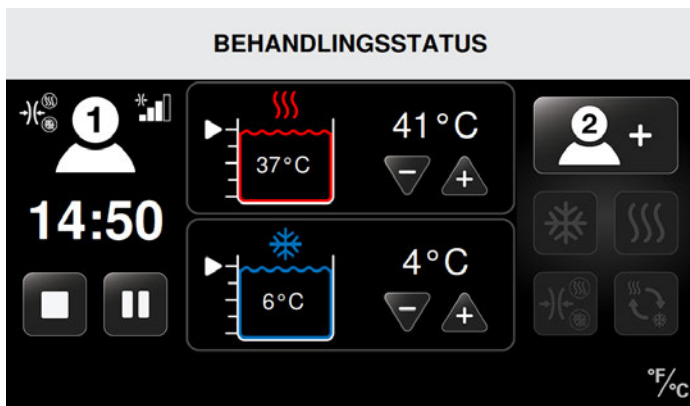 BEHANDLINGSSTATUS
1
14:50
37°C
41°C
-
+
6°C
4°C
-
+
2 +
°F/°C